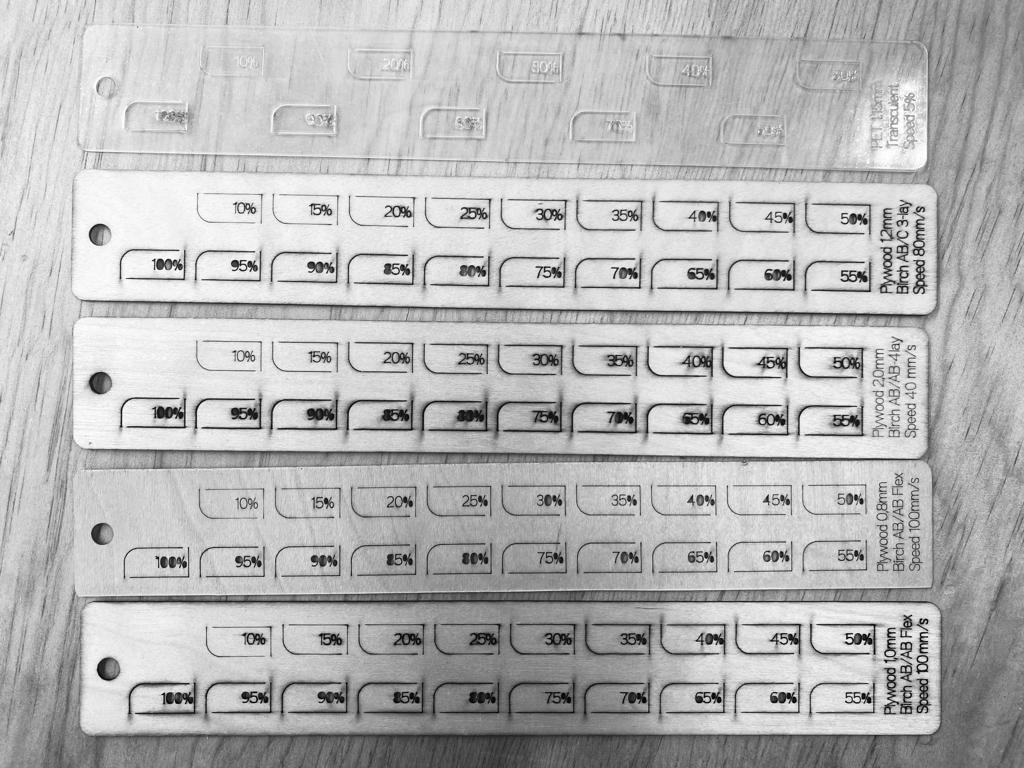 10% 20% 30% 40% 50%
100% 90% 80% 70%
PET 1.15mm
Transculent
Speed 5%
10% 15% 20% 25% 30% 35% 40% 45% 50%
100% 95% 90% 85% 80% 75% 70% 65% 60% 55%
Plywood 1,2mm
Birch AB/C 3-lay
Speed 80mm/s
10% 15% 20% 25% 30% 35% 40% 45% 50%
100% 95% 90% 85% 80% 75% 70% 65% 60% 55%
Plywood 2,0mm
Birch AB/AB-4lay
Speed 40 mm/s
10% 15% 20% 25% 30% 35% 40% 45% 50%
100% 95% 90% 85% 80% 75% 70% 65% 60% 55%
Plywood 0,8mm
Birch AB/AB Flex
Speed 100mm/s
10% 15% 20% 25% 30% 35% 40% 45% 50%
100% 95% 90% 85% 80% 75% 70% 65% 60% 55%
Plywood 1,0mm
Birch AB/AB Flex
Speed 100mm/s